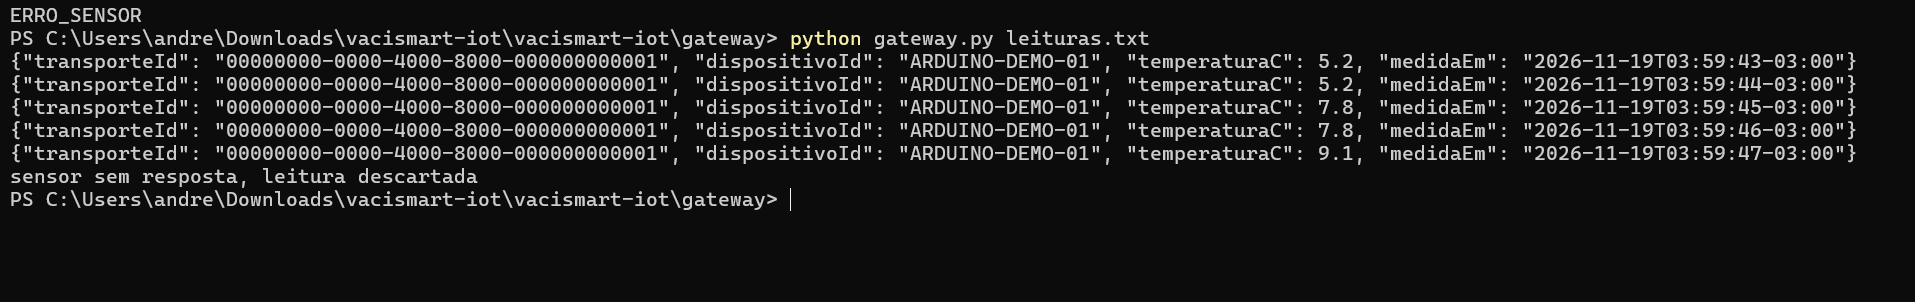 ERRO_SENSOR
PS C:\Users\andre\Downloads\vacismart-iot\vacismart-iot\gateway> python gateway.py leituras.txt
{"transporteId": "00000000-0000-4000-8000-000000000001", "dispositivoId": "ARDUINO-DEMO-01", "temperaturaC": 5.2, "medidaEm": "2026-11-19T03:59:43-03:00"}
{"transporteId": "00000000-0000-4000-8000-000000000001", "dispositivoId": "ARDUINO-DEMO-01", "temperaturaC": 5.2, "medidaEm": "2026-11-19T03:59:44-03:00"}
{"transporteId": "00000000-0000-4000-8000-000000000001", "dispositivoId": "ARDUINO-DEMO-01", "temperaturaC": 7.8, "medidaEm": "2026-11-19T03:59:45-03:00"}
{"transporteId": "00000000-0000-4000-8000-000000000001", "dispositivoId": "ARDUINO-DEMO-01", "temperaturaC": 7.8, "medidaEm": "2026-11-19T03:59:46-03:00"}
{"transporteId": "00000000-0000-4000-8000-000000000001", "dispositivoId": "ARDUINO-DEMO-01", "temperaturaC": 9.1, "medidaEm": "2026-11-19T03:59:47-03:00"}
sensor sem resposta, leitura descartada
PS C:\Users\andre\Downloads\vacismart-iot\vacismart-iot\gateway>